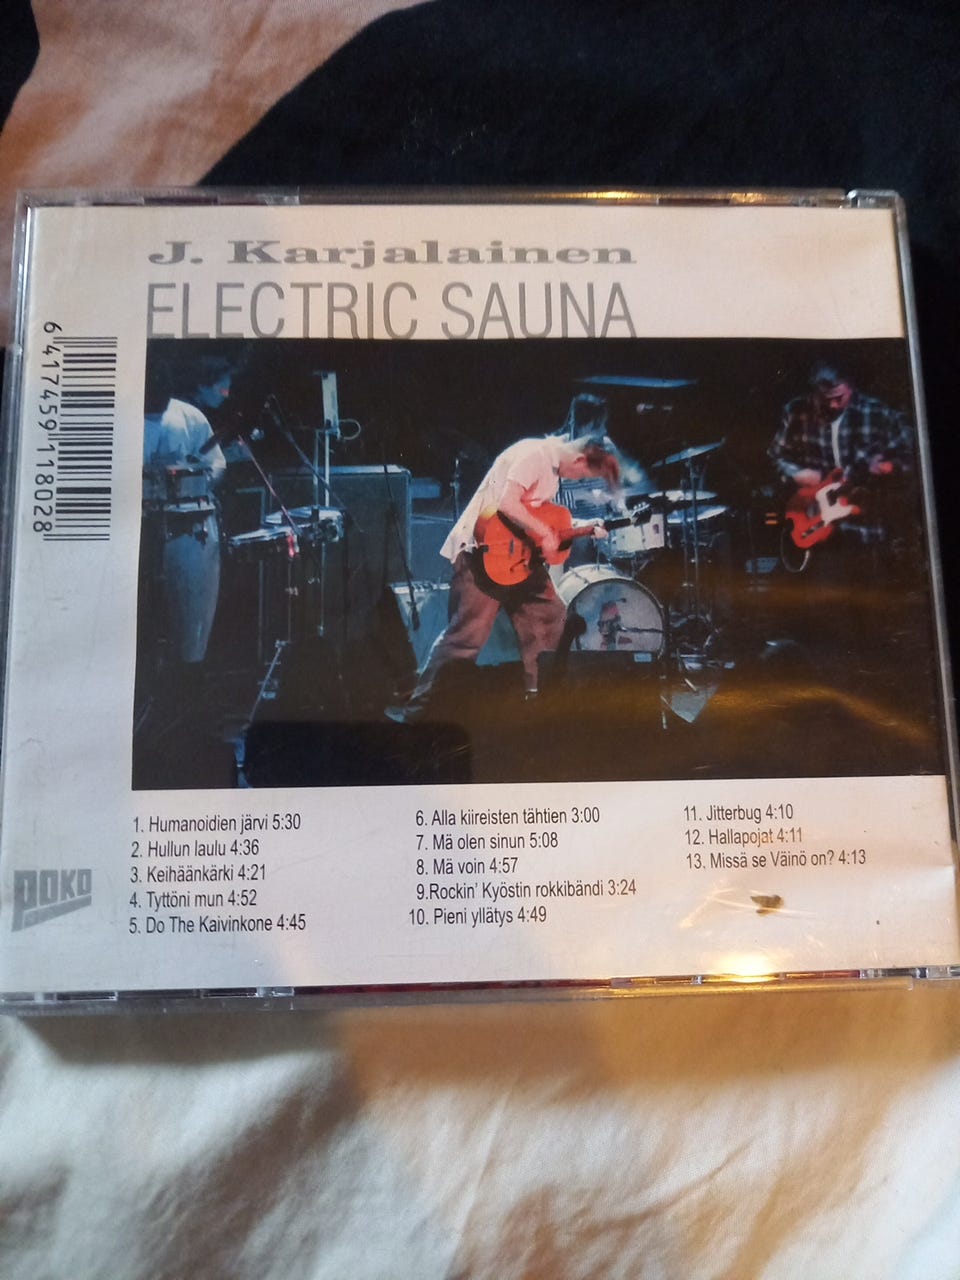 J. Karjalainen
ELECTRIC SAUNA
6 417459 118028
1. Humanoidien järvi 5:30
2. Hullun laulu 4:36
3. Keihäänkärki 4:21
4. Tyttöni mun 4:52
5. Do The Kaivinkone 4:45
6. Alla kiireisten tähtien 3:00
7. Mä olen sinun 5:08
8. Mä voin 4:57
9.Rockin' Kyöstin rokkibändi 3:24
10. Pieni yllätys 4:49
11. Jitterbug 4:10
12. Hallapojat 4:11
13. Missä se Väinö on? 4:13
POKO